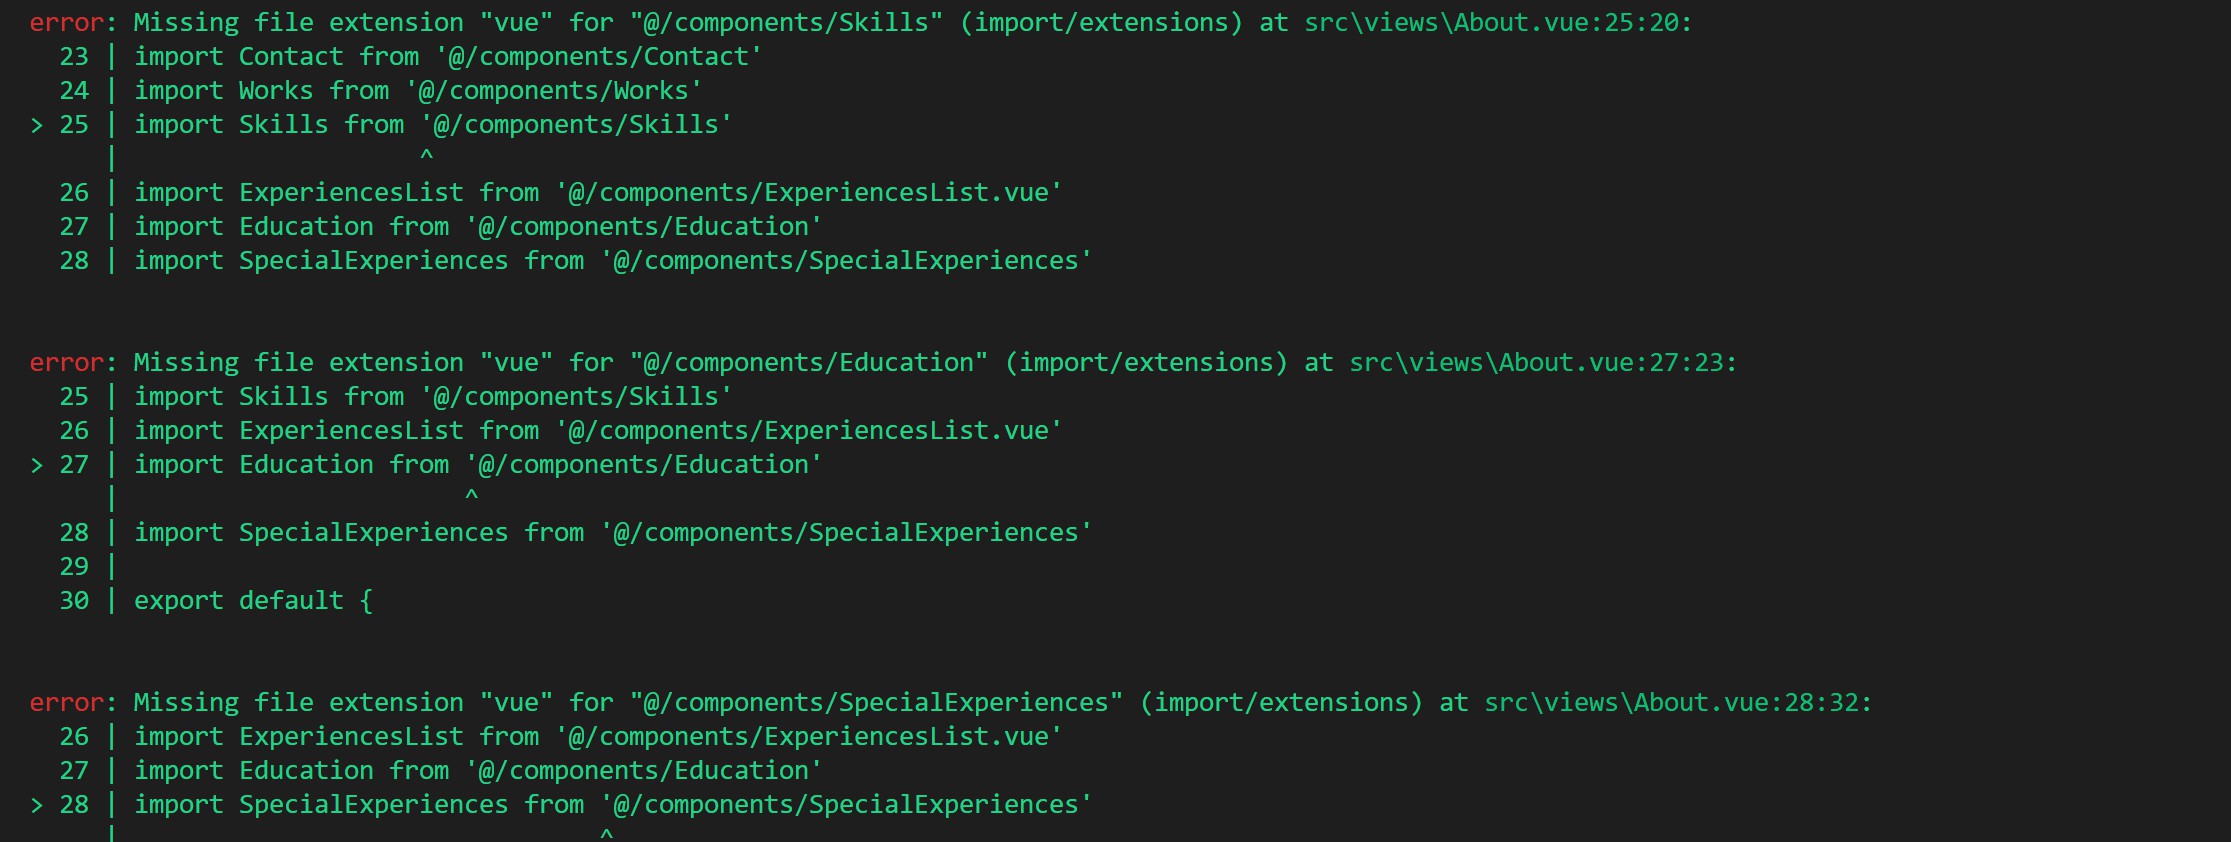 error: Missing file extension "vue" for "@/components/Skills" (import/extensions) at src\views\About.vue:25:20:
  23 | import Contact from '@/components/Contact'
  24 | import Works from '@/components/Works'
> 25 | import Skills from '@/components/Skills'
     |                    ^
  26 | import ExperiencesList from '@/components/ExperiencesList.vue'
  27 | import Education from '@/components/Education'
  28 | import SpecialExperiences from '@/components/SpecialExperiences'
error: Missing file extension "vue" for "@/components/Education" (import/extensions) at src\views\About.vue:27:23:
  25 | import Skills from '@/components/Skills'
  26 | import ExperiencesList from '@/components/ExperiencesList.vue'
> 27 | import Education from '@/components/Education'
     |                       ^
  28 | import SpecialExperiences from '@/components/SpecialExperiences'
  29 |
  30 | export default {
error: Missing file extension "vue" for "@/components/SpecialExperiences" (import/extensions) at src\views\About.vue:28:32:
  26 | import ExperiencesList from '@/components/ExperiencesList.vue'
  27 | import Education from '@/components/Education'
> 28 | import SpecialExperiences from '@/components/SpecialExperiences'
     |                                ^